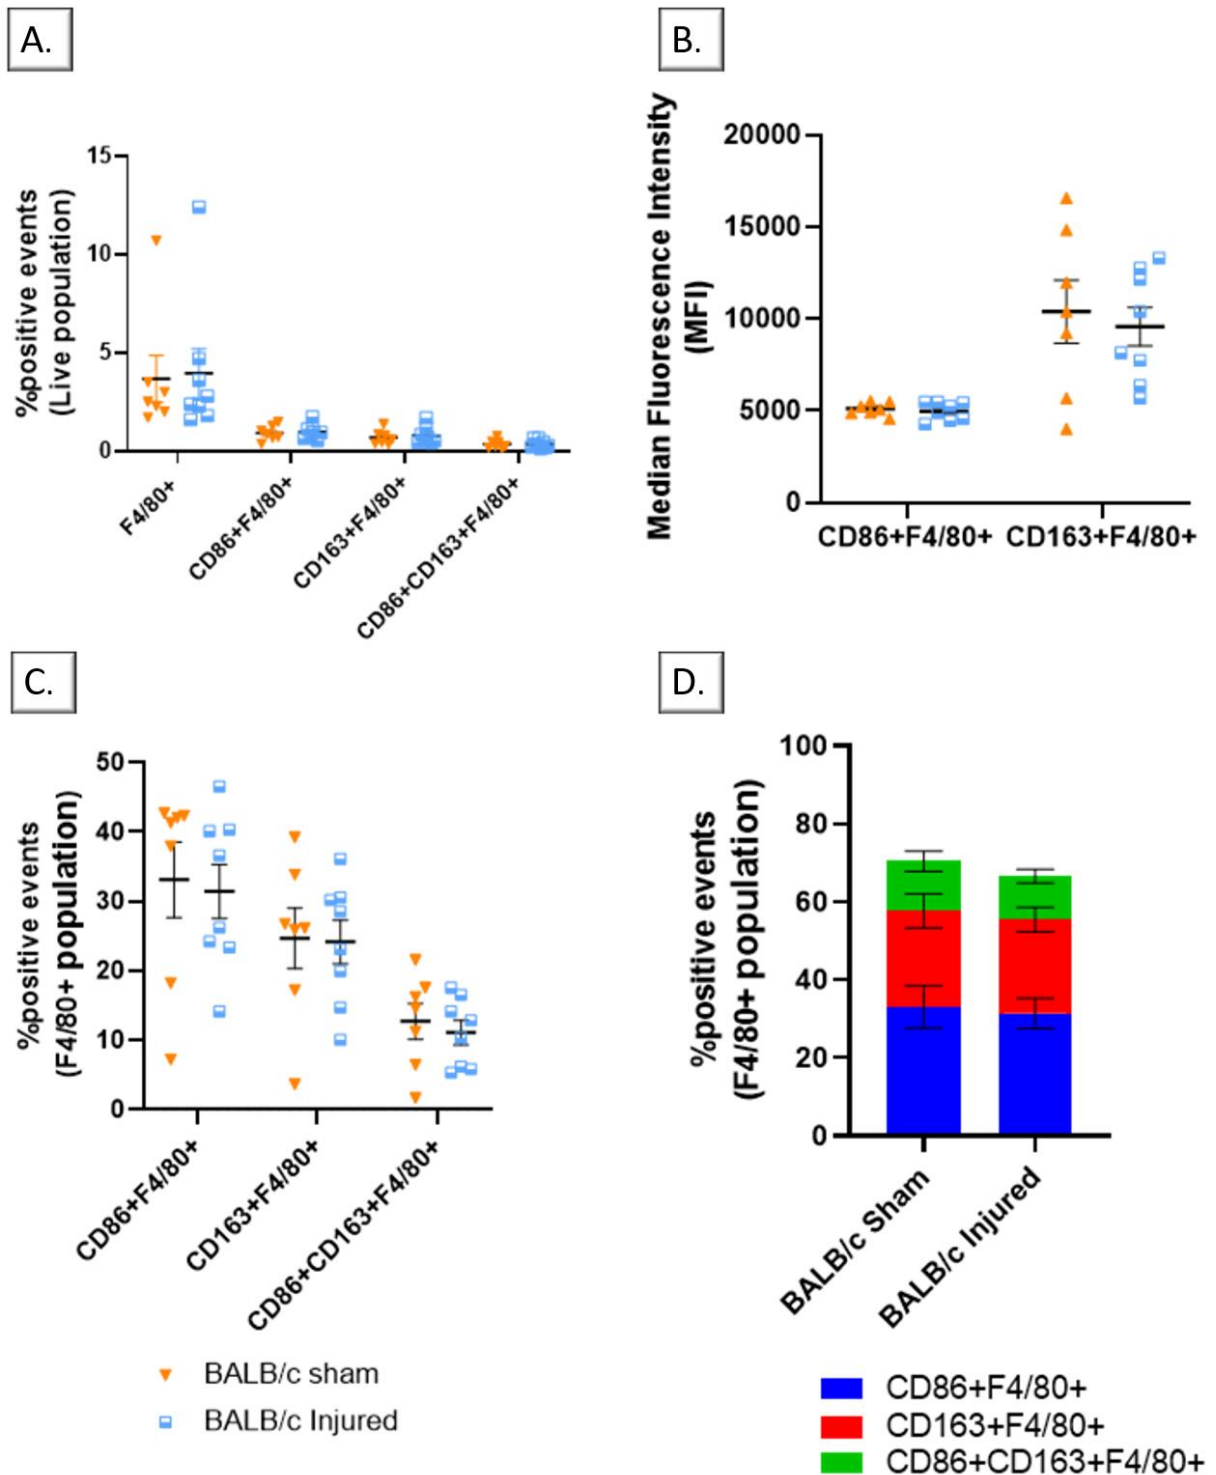 A.
%positive events
(Live population)
15
10
5
0
F4/80+
CD86+F4/80+
CD163+F4/80+
CD86+CD163+F4/80+
B.
Median Fluorescence Intensity
(MFI)
20000
15000
10000
5000
0
CD86+F4/80+
CD163+F4/80+
C.
%positive events
(F4/80+ population)
50
40
30
20
10
0
CD86+F4/80+
CD163+F4/80+
CD86+CD163+F4/80+
BALB/c sham
BALB/c Injured
D.
%positive events
(F4/80+ population)
100
80
60
40
20
0
BALB/c Sham
BALB/c Injured
CD86+F4/80+
CD163+F4/80+
CD86+CD163+F4/80+